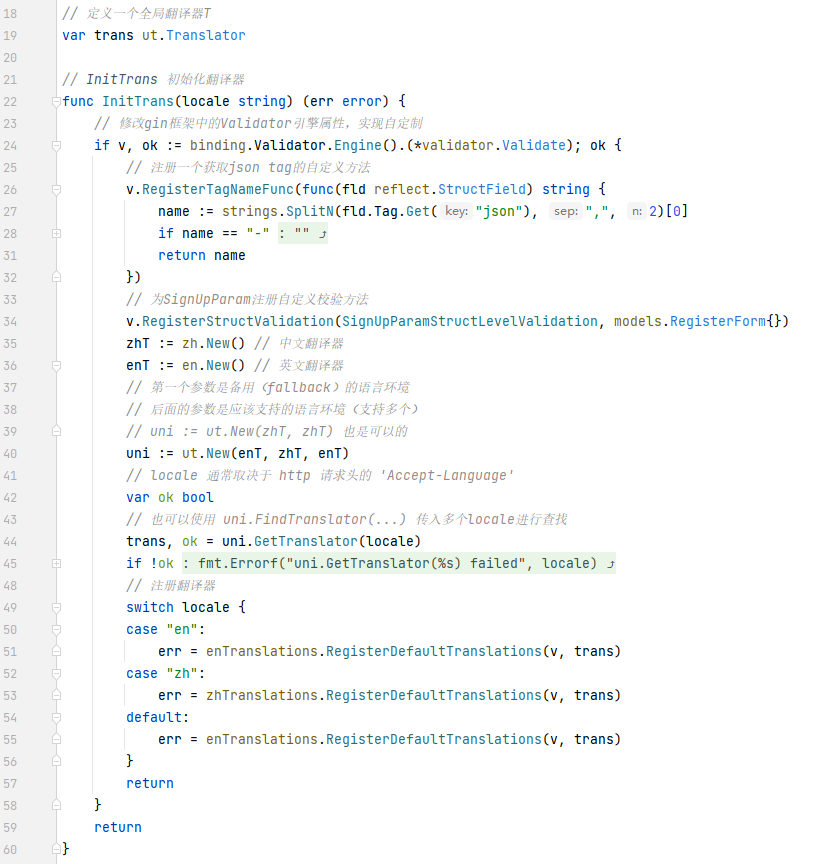 18 // 定义一个全局翻译器T
19 var trans ut.Translator
20
21 // InitTrans 初始化翻译器
22 func InitTrans(locale string) (err error) {
23     // 修改gin框架中的Validator引擎属性，实现自定制
24     if v, ok := binding.Validator.Engine().(*validator.Validate); ok {
25         // 注册一个获取json tag的自定义方法
26         v.RegisterTagNameFunc(func(fld reflect.StructField) string {
27             name := strings.SplitN(fld.Tag.Get( key: "json"), sep: ",", n: 2)[0]
28             if name == "-" : "" ⤴
31             return name
32         })
33         // 为SignUpParam注册自定义校验方法
34         v.RegisterStructValidation(SignUpParamStructLevelValidation, models.RegisterForm{})
35         zhT := zh.New() // 中文翻译器
36         enT := en.New() // 英文翻译器
37         // 第一个参数是备用（fallback）的语言环境
38         // 后面的参数是应该支持的语言环境（支持多个）
39         // uni := ut.New(zhT, zhT) 也是可以的
40         uni := ut.New(enT, zhT, enT)
41         // locale 通常取决于 http 请求头的 'Accept-Language'
42         var ok bool
43         // 也可以使用 uni.FindTranslator(...) 传入多个locale进行查找
44         trans, ok = uni.GetTranslator(locale)
45         if !ok : fmt.Errorf("uni.GetTranslator(%s) failed", locale) ⤴
48         // 注册翻译器
49         switch locale {
50         case "en":
51             err = enTranslations.RegisterDefaultTranslations(v, trans)
52         case "zh":
53             err = zhTranslations.RegisterDefaultTranslations(v, trans)
54         default:
55             err = enTranslations.RegisterDefaultTranslations(v, trans)
56         }
57         return
58     }
59     return
60 }